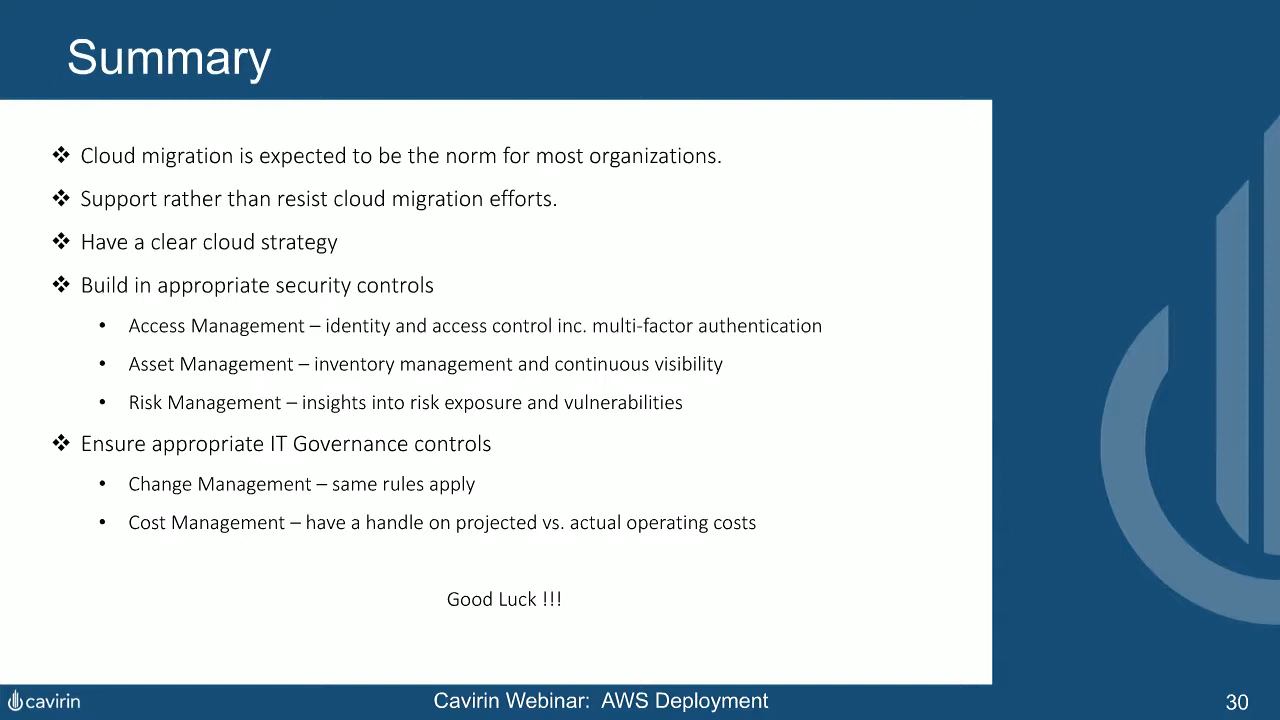 Summary
❖ Cloud migration is expected to be the norm for most organizations.
❖ Support rather than resist cloud migration efforts.
❖ Have a clear cloud strategy
❖ Build in appropriate security controls
• Access Management – identity and access control inc. multi-factor authentication
• Asset Management – inventory management and continuous visibility
• Risk Management – insights into risk exposure and vulnerabilities
❖ Ensure appropriate IT Governance controls
• Change Management – same rules apply
• Cost Management – have a handle on projected vs. actual operating costs
Good Luck !!!
cavirin
Cavirin Webinar: AWS Deployment
30